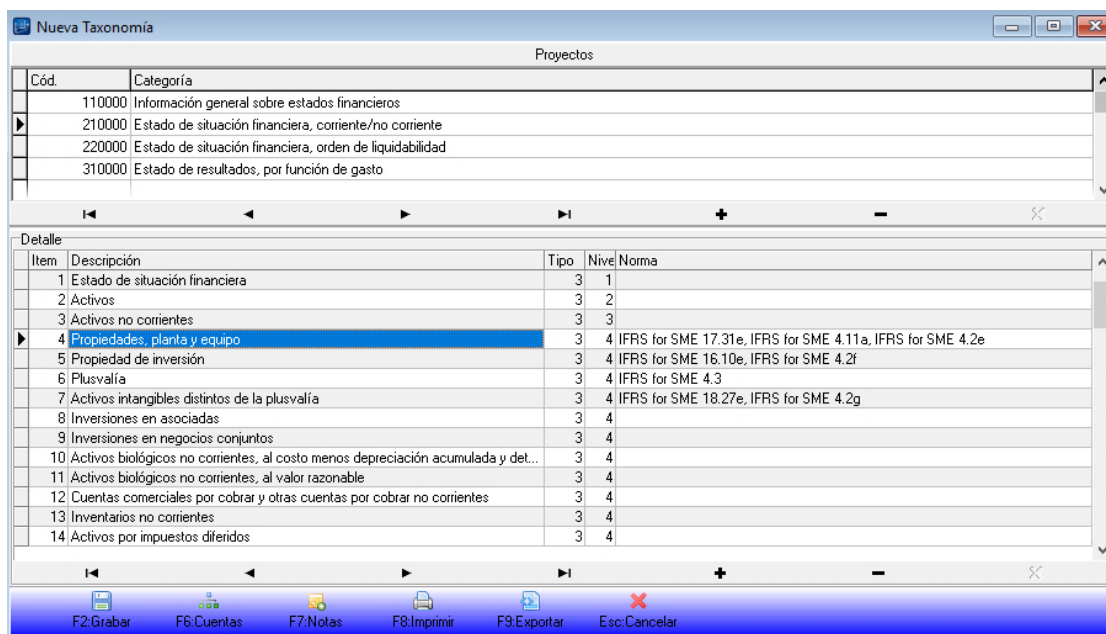 Nueva Taxonomía
Proyectos
Cód. Categoría
110000 Información general sobre estados financieros
210000 Estado de situación financiera, corriente/no corriente
220000 Estado de situación financiera, orden de liquidabilidad
310000 Estado de resultados, por función de gasto
Detalle
Item Descripción Tipo Nive Norma
1 Estado de situación financiera 3 1
2 Activos 3 2
3 Activos no corrientes 3 3
4 Propiedades, planta y equipo 3 4 IFRS for SME 17.31e, IFRS for SME 4.11a, IFRS for SME 4.2e
5 Propiedad de inversión 3 4 IFRS for SME 16.10e, IFRS for SME 4.2f
6 Plusvalía 3 4 IFRS for SME 4.3
7 Activos intangibles distintos de la plusvalía 3 4 IFRS for SME 18.27e, IFRS for SME 4.2g
8 Inversiones en asociadas 3 4
9 Inversiones en negocios conjuntos 3 4
10 Activos biológicos no corrientes, al costo menos depreciación acumulada y det... 3 4
11 Activos biológicos no corrientes, al valor razonable 3 4
12 Cuentas comerciales por cobrar y otras cuentas por cobrar no corrientes 3 4
13 Inventarios no corrientes 3 4
14 Activos por impuestos diferidos 3 4
F2:Grabar F6:Cuentas F7:Notas F8:Imprimir F9:Exportar Esc:Cancelar